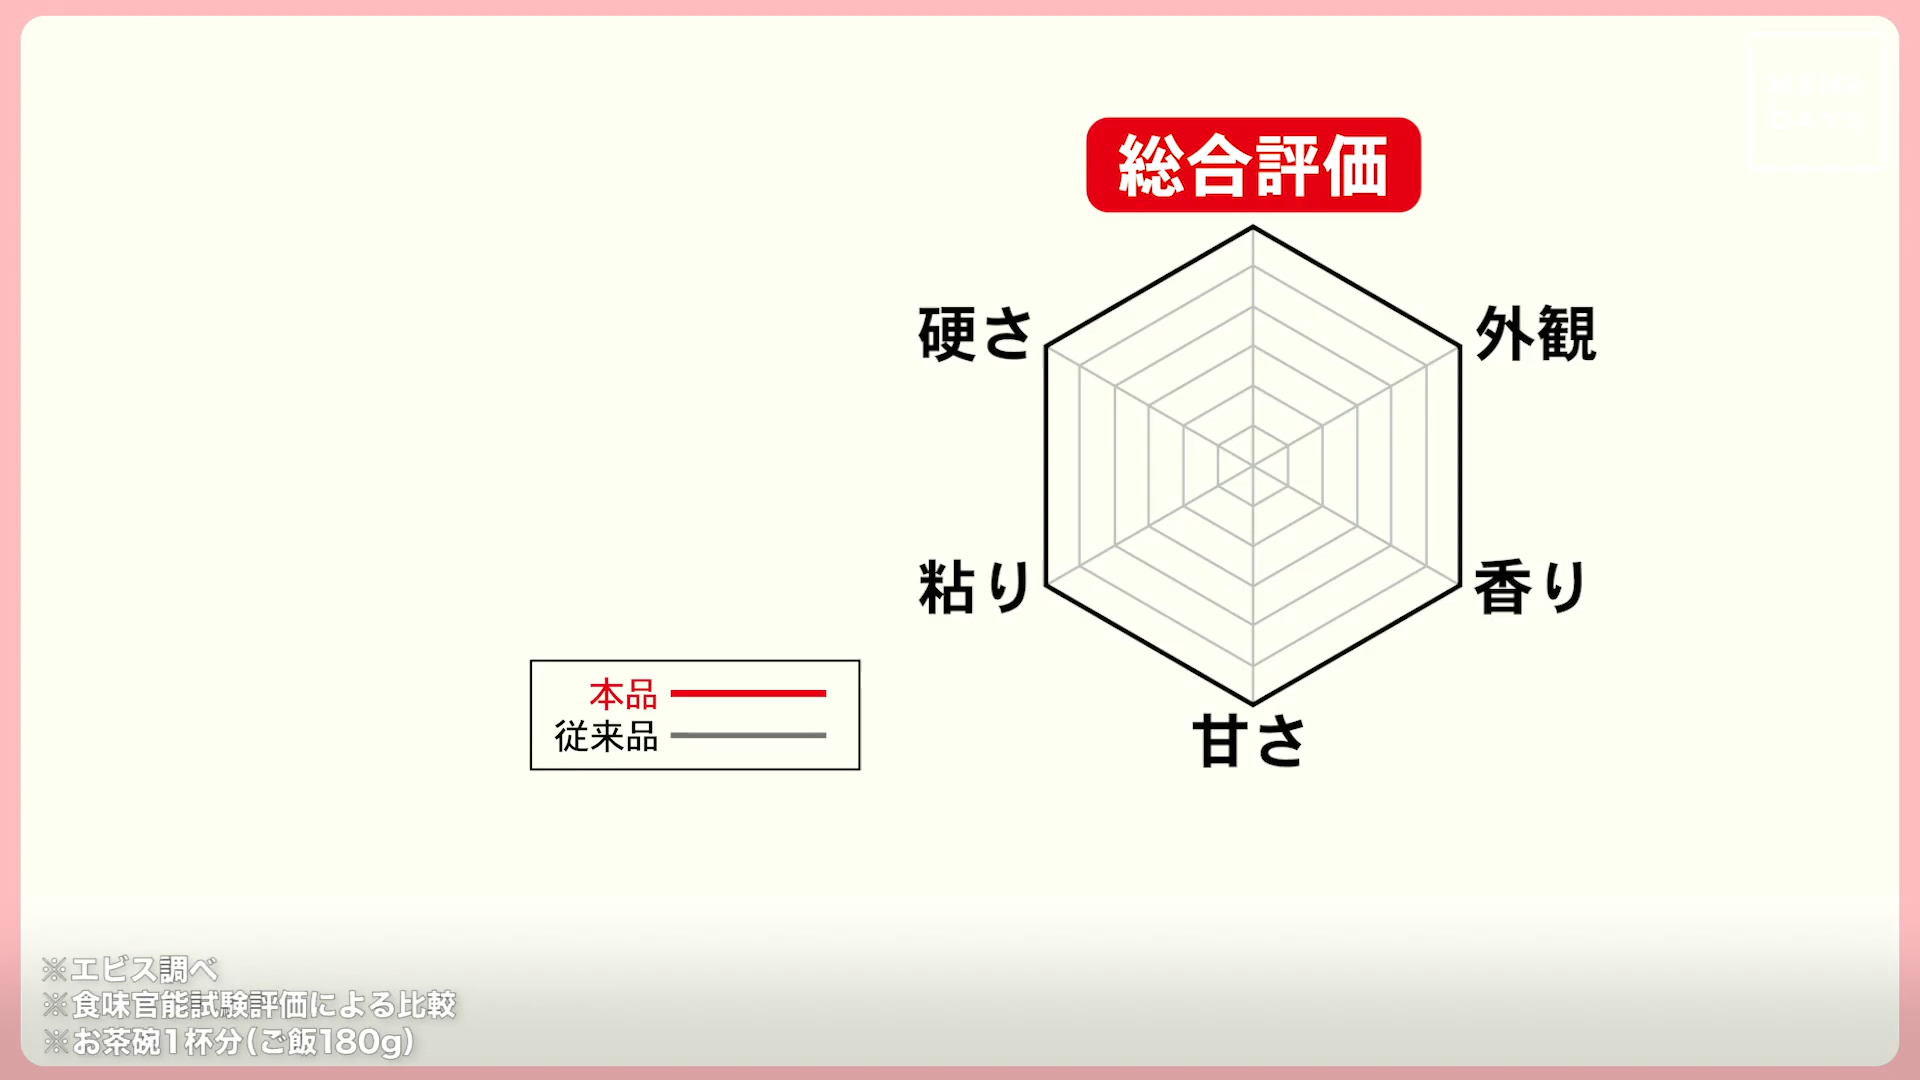 総合評価
硬さ
外観
粘り
香り
甘さ
本品
従来品
※エビス調べ
※食味官能試験評価による比較
※お茶碗1杯分(ご飯180g)